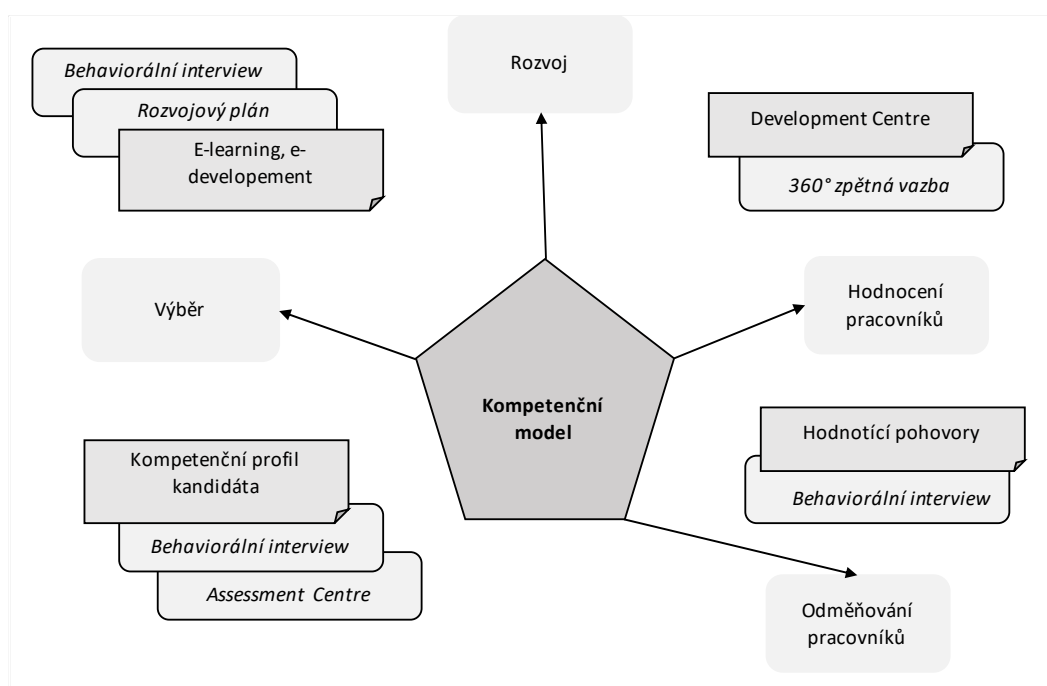 Rozvoj
Behaviorální interview
Rozvojový plán
E-learning, e-
developement
Development Centre
360° zpětná vazba
Výběr
Hodnocení
pracovníků
Kompetenční
model
Kompetenční profil
kandidáta
Behaviorální interview
Assessment Centre
Hodnotící pohovory
Behaviorální interview
Odměňování
pracovníků